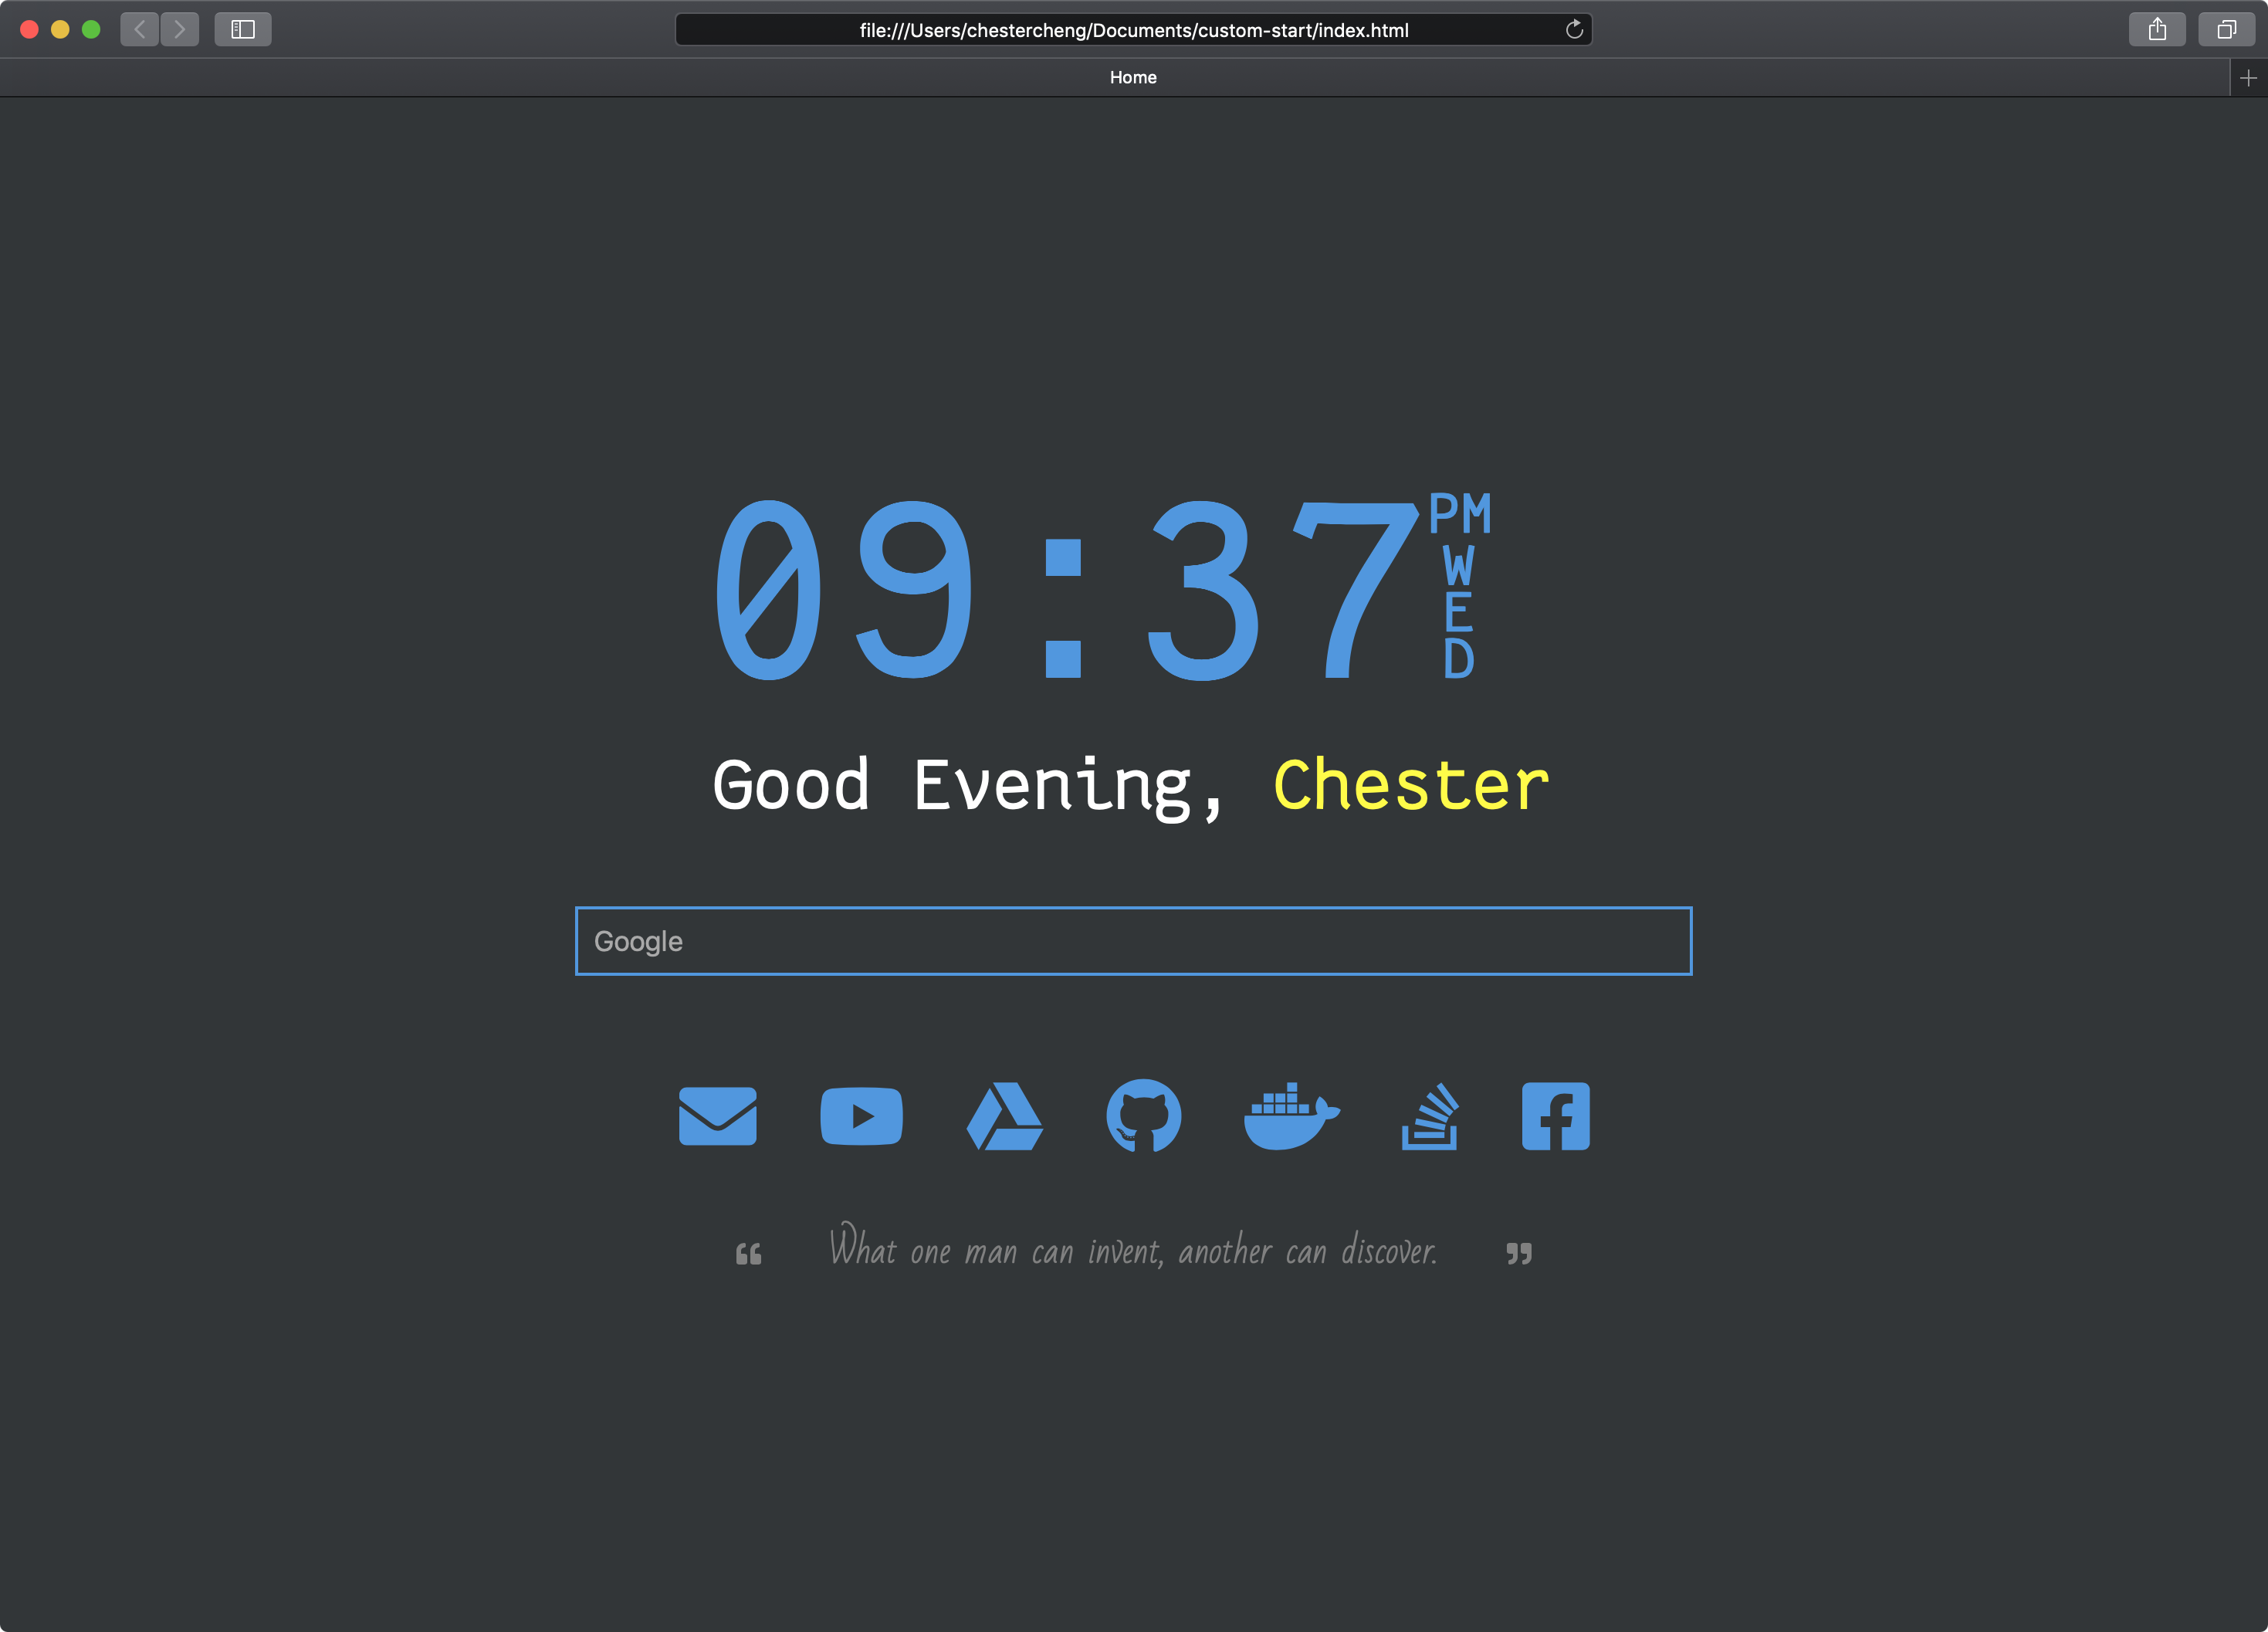 file:///Users/chestercheng/Documents/custom-start/index.html
Home
09:37
PM
W
E
D
Good Evening, Chester
Google
“ What one man can invent, another can discover. ”